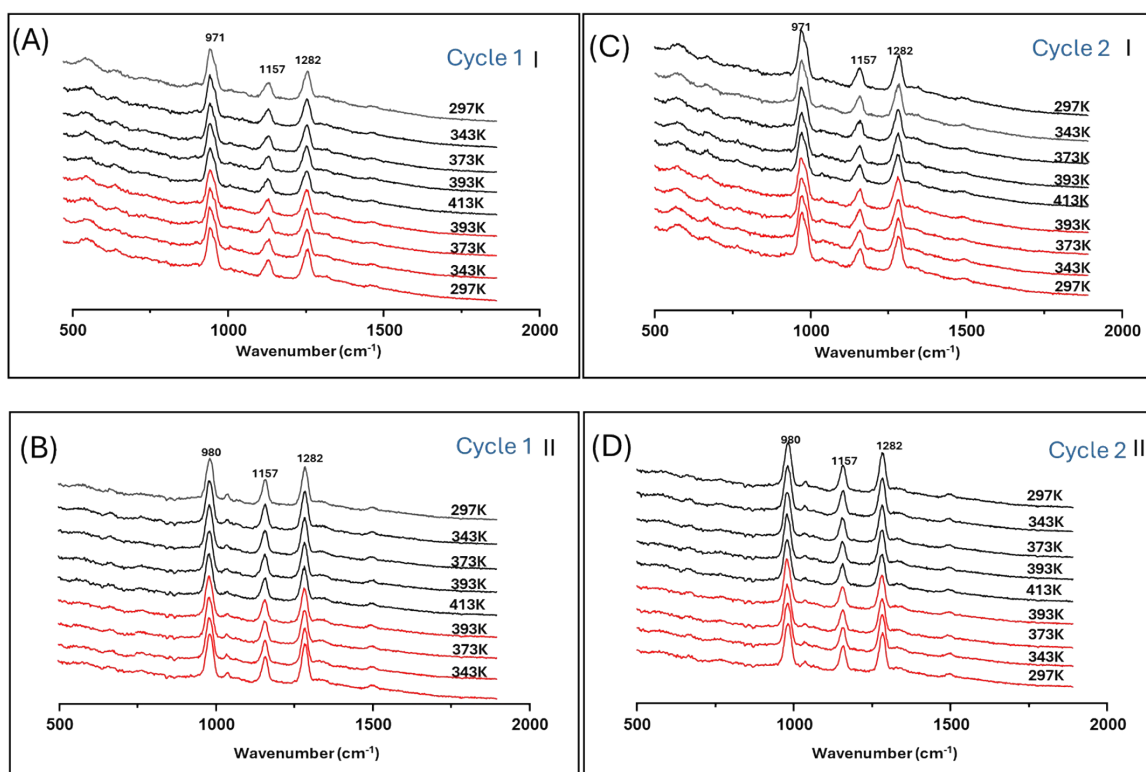 (A)
Cycle 1 I
971
1157
1282
297K
343K
373K
393K
413K
393K
373K
343K
297K
500 1000 1500 2000
Wavenumber (cm⁻¹)
(C)
Cycle 2 I
971
1157
1282
297K
343K
373K
393K
413K
393K
373K
343K
297K
500 1000 1500 2000
Wavenumber (cm⁻¹)
(B)
Cycle 1 II
980
1157
1282
297K
343K
373K
393K
413K
393K
373K
343K
500 1000 1500 2000
Wavenumber (cm⁻¹)
(D)
Cycle 2 II
980
1157
1282
297K
343K
373K
393K
413K
393K
373K
343K
297K
500 1000 1500 2000
Wavenumber (cm⁻¹)